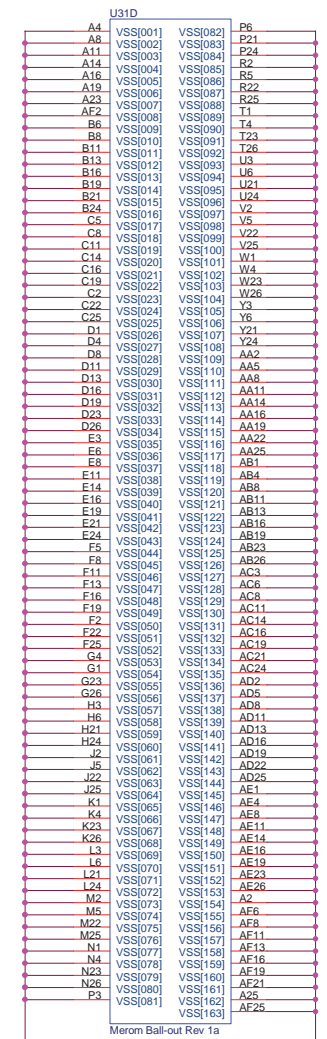 U31D
A4 VSS[001] VSS[082] P6
A8 VSS[002] VSS[083] P21
A11 VSS[003] VSS[084] P24
A14 VSS[004] VSS[085] R2
A16 VSS[005] VSS[086] R5
A19 VSS[006] VSS[087] R22
A23 VSS[007] VSS[088] R25
AF2 VSS[008] VSS[089] T1
B6 VSS[009] VSS[090] T4
B8 VSS[010] VSS[091] T23
B11 VSS[011] VSS[092] T26
B13 VSS[012] VSS[093] U3
B16 VSS[013] VSS[094] U6
B19 VSS[014] VSS[095] U21
B21 VSS[015] VSS[096] U24
B24 VSS[016] VSS[097] V2
C5 VSS[017] VSS[098] V5
C8 VSS[018] VSS[099] V22
C11 VSS[019] VSS[100] V25
C14 VSS[020] VSS[101] W1
C16 VSS[021] VSS[102] W4
C19 VSS[022] VSS[103] W23
C2 VSS[023] VSS[104] W26
C22 VSS[024] VSS[105] Y3
C25 VSS[025] VSS[106] Y6
D1 VSS[026] VSS[107] Y21
D4 VSS[027] VSS[108] Y24
D8 VSS[028] VSS[109] AA2
D11 VSS[029] VSS[110] AA5
D13 VSS[030] VSS[111] AA8
D16 VSS[031] VSS[112] AA11
D19 VSS[032] VSS[113] AA14
D23 VSS[033] VSS[114] AA16
D26 VSS[034] VSS[115] AA19
E3 VSS[035] VSS[116] AA22
E6 VSS[036] VSS[117] AA25
E8 VSS[037] VSS[118] AB1
E11 VSS[038] VSS[119] AB4
E14 VSS[039] VSS[120] AB8
E16 VSS[040] VSS[121] AB11
E19 VSS[041] VSS[122] AB13
E21 VSS[042] VSS[123] AB16
E24 VSS[043] VSS[124] AB19
F5 VSS[044] VSS[125] AB23
F8 VSS[045] VSS[126] AB26
F11 VSS[046] VSS[127] AC3
F13 VSS[047] VSS[128] AC6
F16 VSS[048] VSS[129] AC8
F19 VSS[049] VSS[130] AC11
F2 VSS[050] VSS[131] AC14
F22 VSS[051] VSS[132] AC16
F25 VSS[052] VSS[133] AC19
G4 VSS[053] VSS[134] AC21
G1 VSS[054] VSS[135] AC24
G23 VSS[055] VSS[136] AD2
G26 VSS[056] VSS[137] AD5
H3 VSS[057] VSS[138] AD8
H6 VSS[058] VSS[139] AD11
H21 VSS[059] VSS[140] AD13
H24 VSS[060] VSS[141] AD16
J2 VSS[061] VSS[142] AD19
J5 VSS[062] VSS[143] AD22
J22 VSS[063] VSS[144] AD25
J25 VSS[064] VSS[145] AE1
K1 VSS[065] VSS[146] AE4
K4 VSS[066] VSS[147] AE8
K23 VSS[067] VSS[148] AE11
K26 VSS[068] VSS[149] AE14
L3 VSS[069] VSS[150] AE16
L6 VSS[070] VSS[151] AE19
L21 VSS[071] VSS[152] AE23
L24 VSS[072] VSS[153] AE26
M2 VSS[073] VSS[154] A2
M5 VSS[074] VSS[155] AF6
M22 VSS[075] VSS[156] AF8
M25 VSS[076] VSS[157] AF11
N1 VSS[077] VSS[158] AF13
N4 VSS[078] VSS[159] AF16
N23 VSS[079] VSS[160] AF19
N26 VSS[080] VSS[161] AF21
P3 VSS[081] VSS[162] A25
VSS[163] AF25
Merom Ball-out Rev 1a